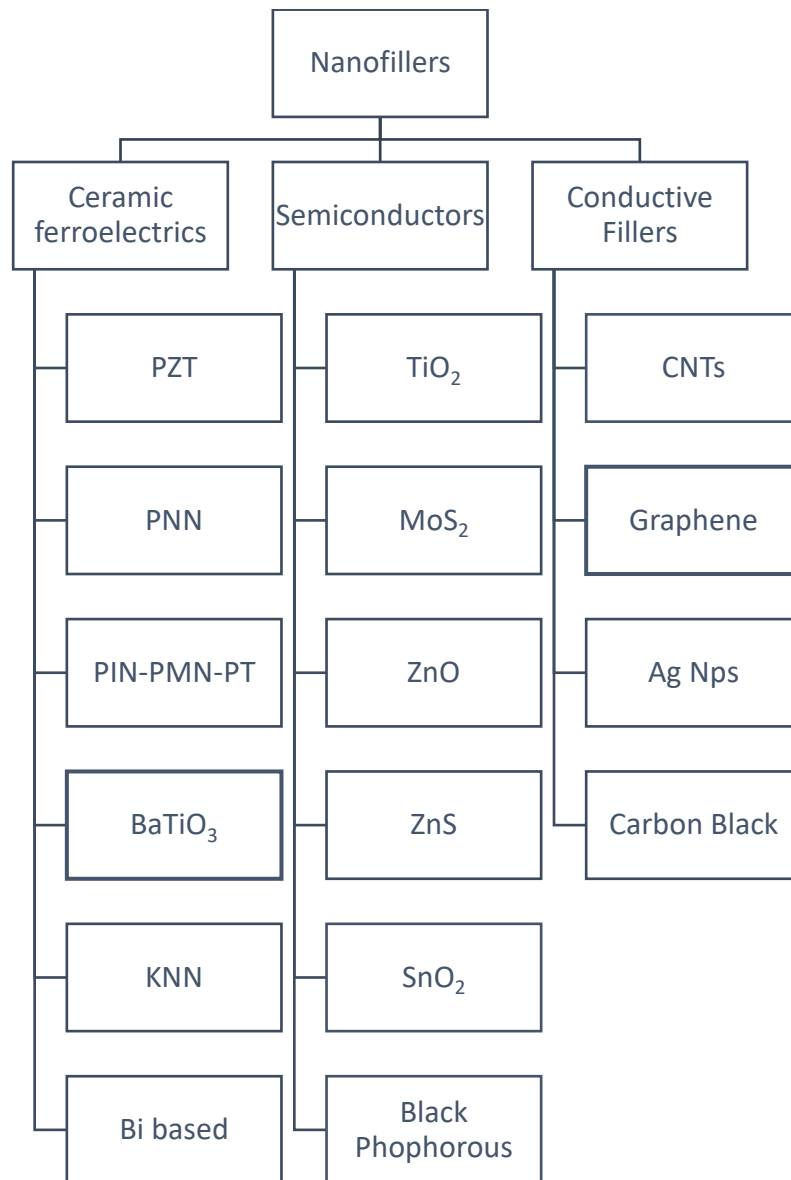 Nanofillers
Ceramic
ferroelectrics
Semiconductors
Conductive
Fillers
PZT
TiO₂
CNTs
PNN
MoS₂
Graphene
PIN-PMN-PT
ZnO
Ag Nps
BaTiO₃
ZnS
Carbon Black
KNN
SnO₂
Bi based
Black
Phophorous